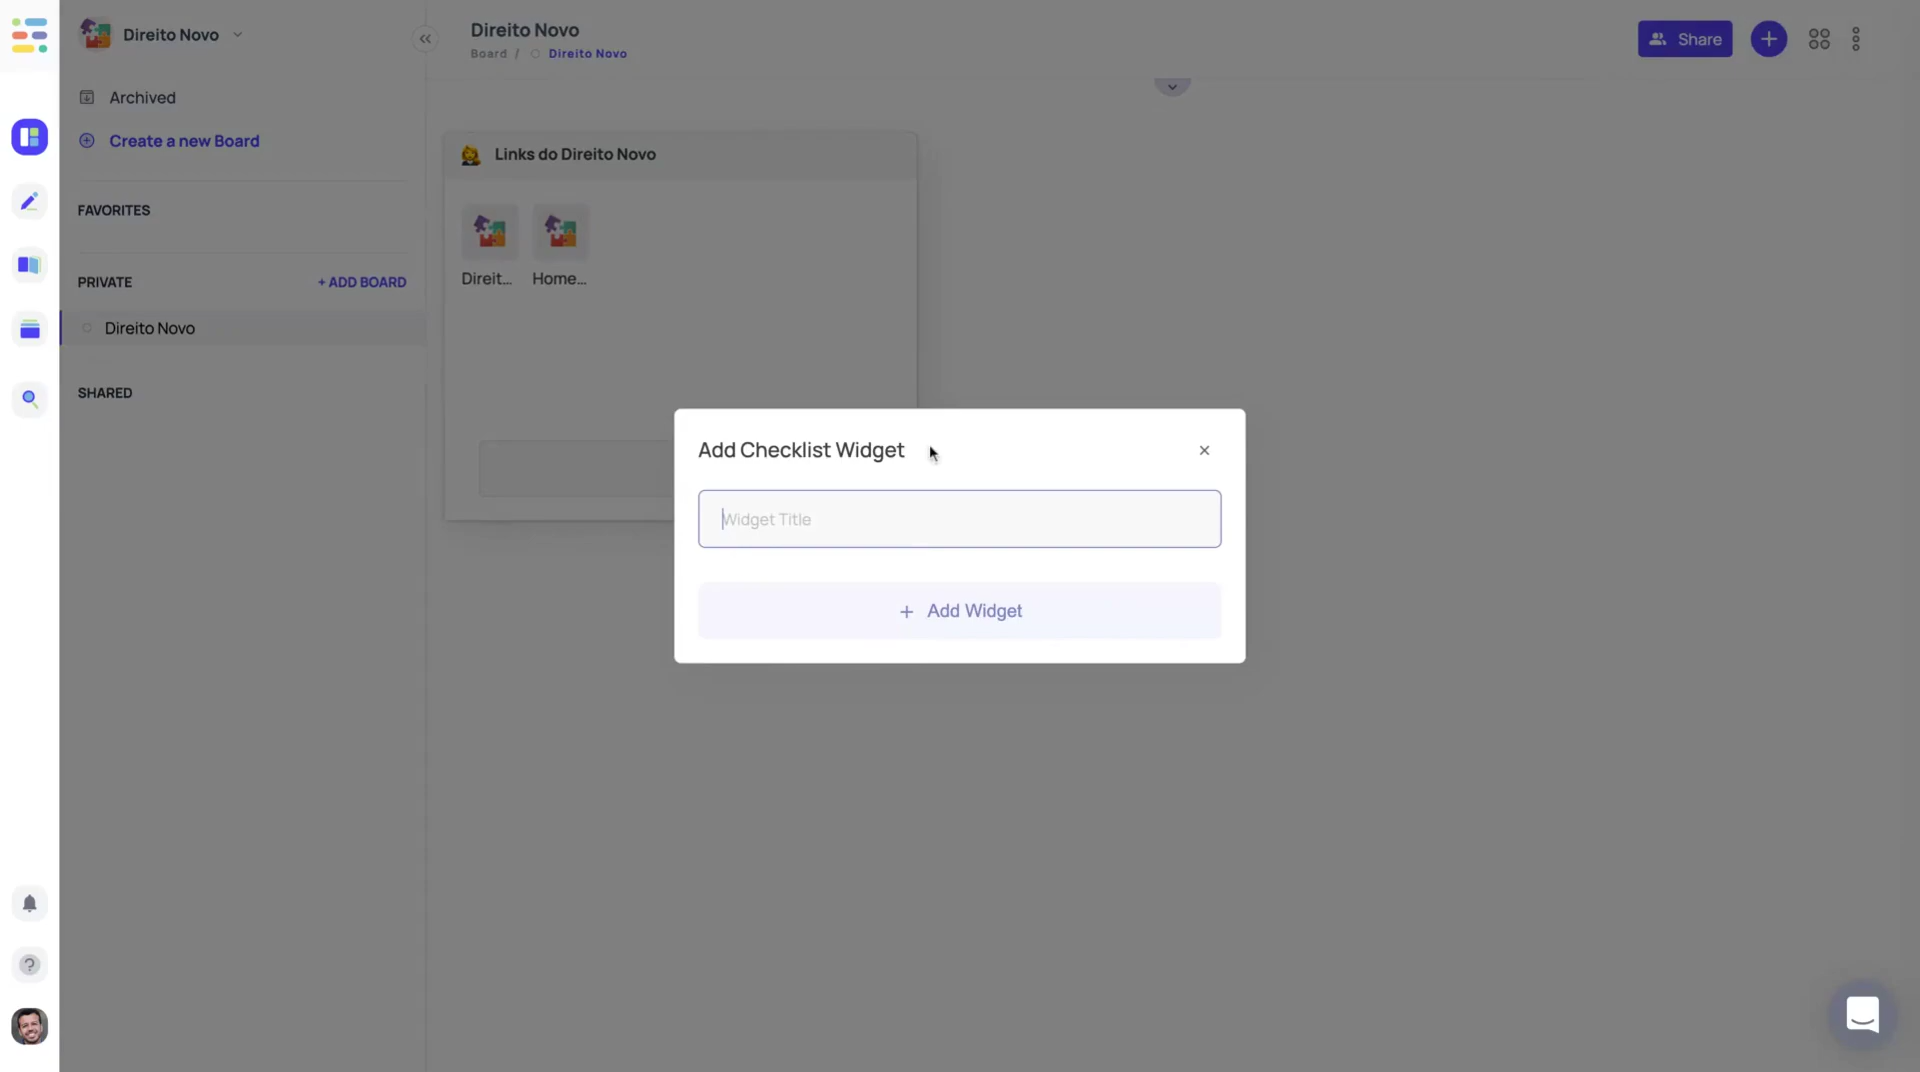 Direito Novo
Archived
Create a new Board
FAVORITES
PRIVATE
+ ADD BOARD
Direito Novo
SHARED
Direito Novo
Board / Direito Novo
Share
Links do Direito Novo
Direit...
Home...
Add Checklist Widget
Widget Title
+ Add Widget